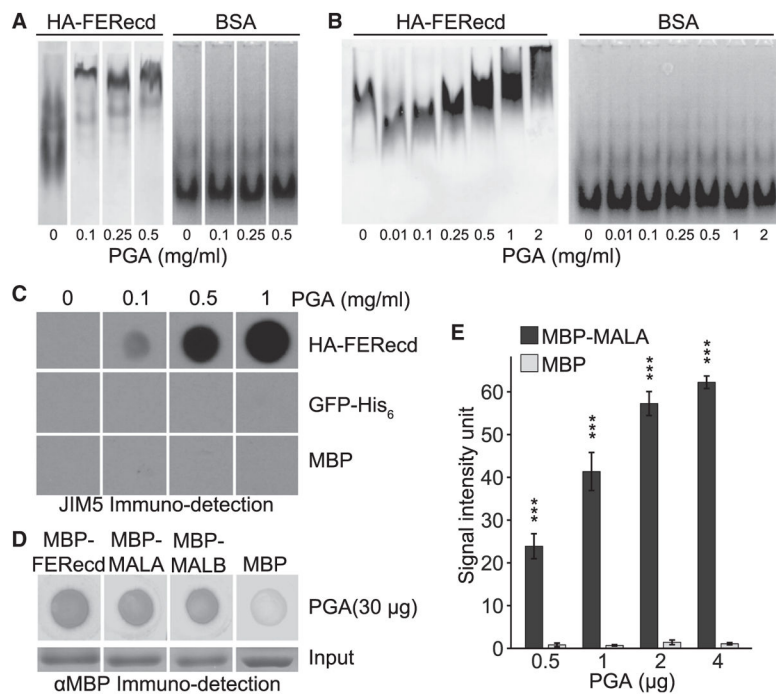 A HA-FERecd BSA
0 0.1 0.25 0.5 0 0.1 0.25 0.5
PGA (mg/ml)
B HA-FERecd BSA
0 0.01 0.1 0.25 0.5 1 2 0 0.01 0.1 0.25 0.5 1 2
PGA (mg/ml)
C 0 0.1 0.5 1 PGA (mg/ml)
HA-FERecd
GFP-His6
MBP
JIM5 Immuno-detection
D MBP-FERecd MBP-MALA MBP-MALB MBP
PGA(30 µg)
Input
αMBP Immuno-detection
E MBP-MALA
MBP
Signal intensity unit
60
50
40
30
20
10
0
*** *** *** ***
0.5 1 2 4
PGA (µg)